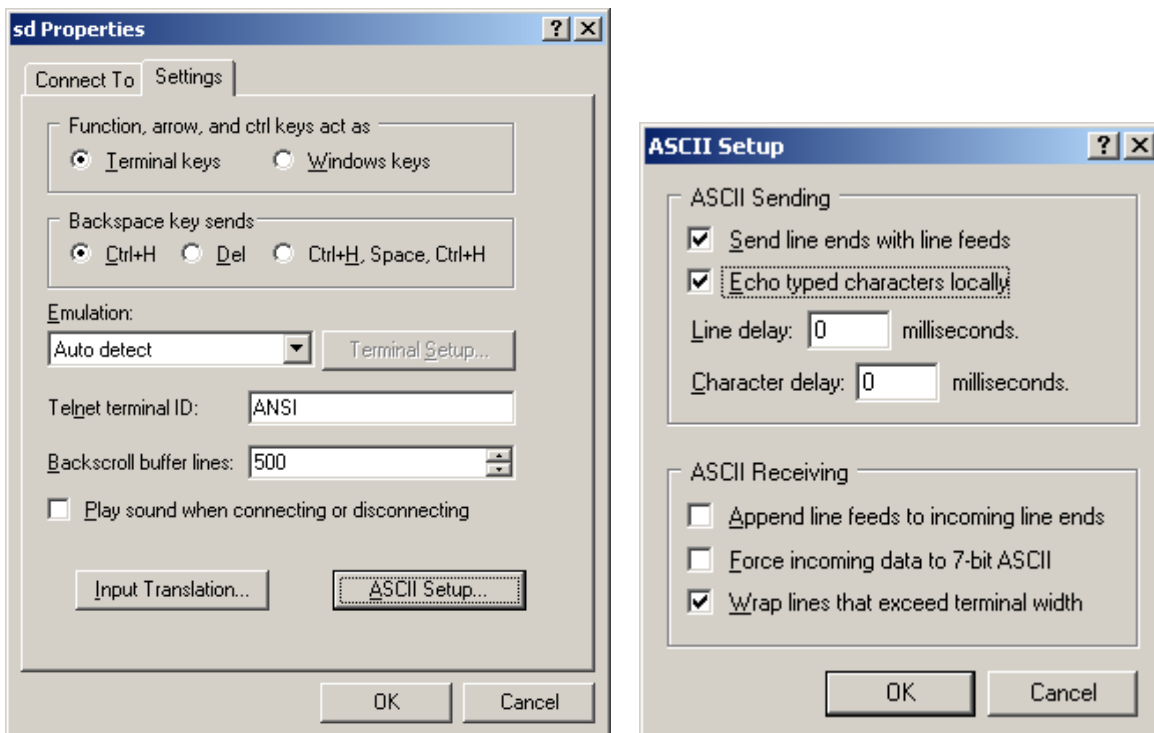 sd Properties
Connect To Settings
Function, arrow, and ctrl keys act as
Terminal keys Windows keys
Backspace key sends
Ctrl+H Del Ctrl+H, Space, Ctrl+H
Emulation:
Auto detect Terminal Setup...
Telnet terminal ID: ANSI
Backscroll buffer lines: 500
Play sound when connecting or disconnecting
Input Translation... ASCII Setup...
OK Cancel
ASCII Setup
ASCII Sending
Send line ends with line feeds
Echo typed characters locally
Line delay: 0 milliseconds.
Character delay: 0 milliseconds.
ASCII Receiving
Append line feeds to incoming line ends
Force incoming data to 7-bit ASCII
Wrap lines that exceed terminal width
OK Cancel